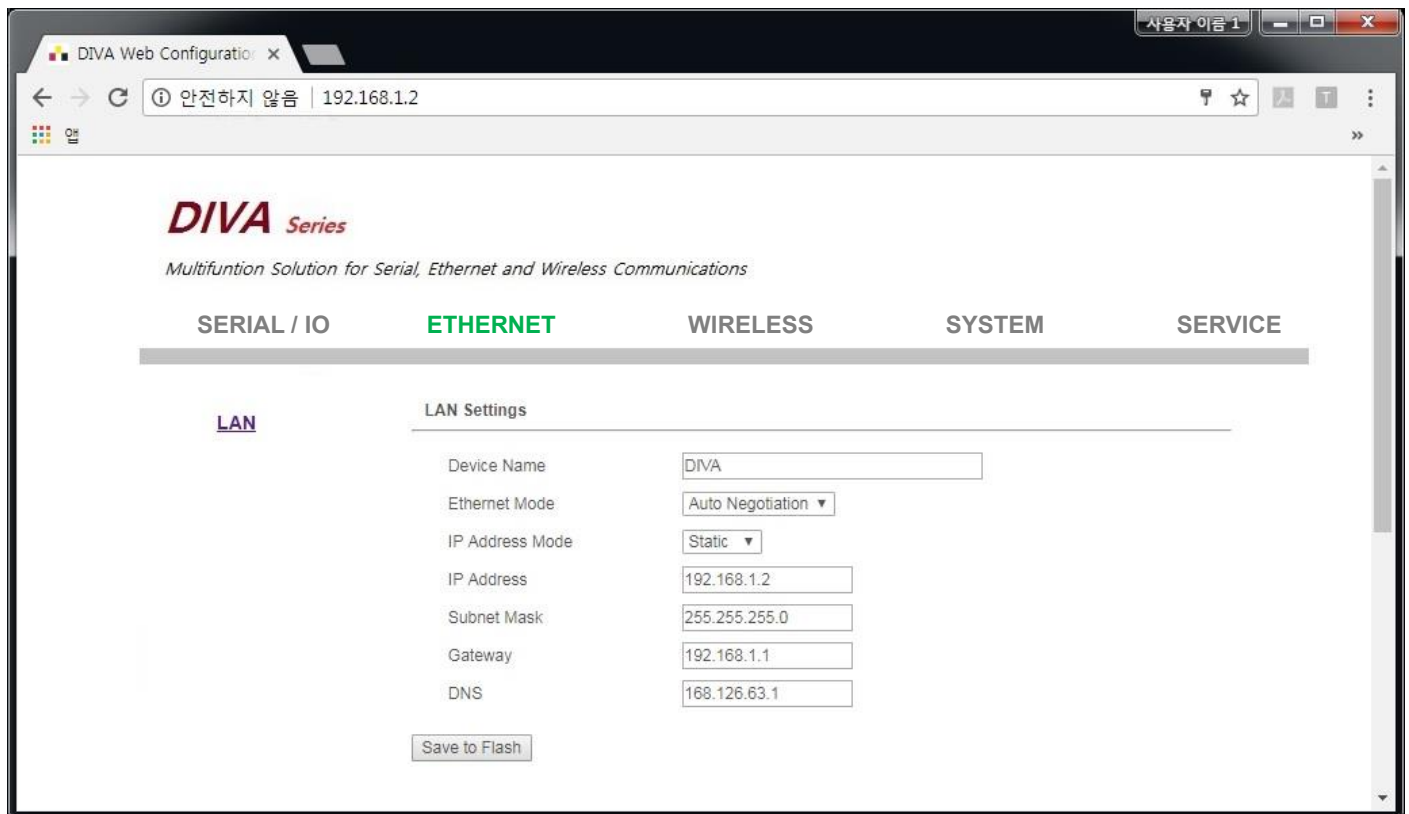 사용자 이름 1
DIVA Web Configuratio
안전하지 않음 192.168.1.2
앱
DIVA Series
Multifuntion Solution for Serial, Ethernet and Wireless Communications
SERIAL / IO ETHERNET WIRELESS SYSTEM SERVICE
LAN
LAN Settings
Device Name DIVA
Ethernet Mode Auto Negotiation
IP Address Mode Static
IP Address 192.168.1.2
Subnet Mask 255.255.255.0
Gateway 192.168.1.1
DNS 168.126.63.1
Save to Flash